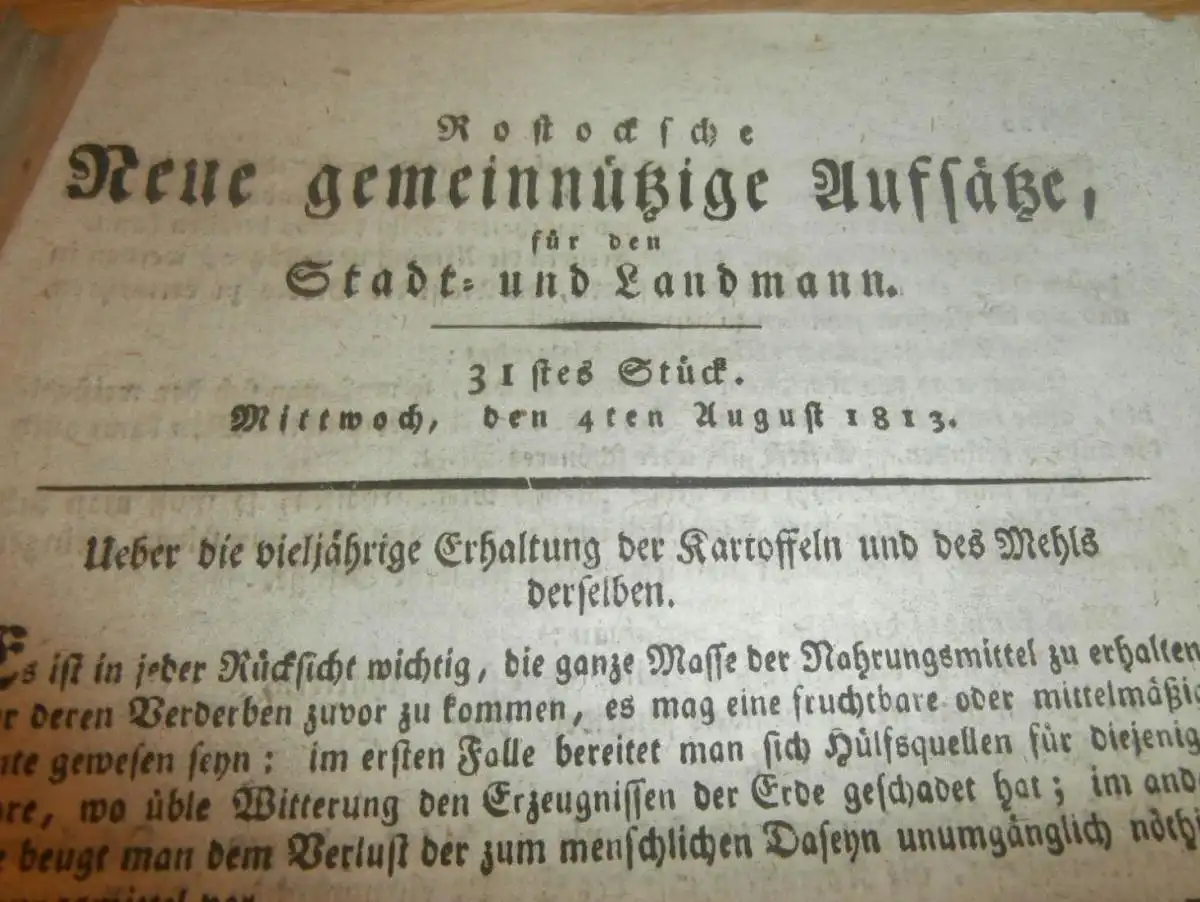 Rostocksche
Neue gemeinnützige Aufsätze,
für den
Stadt- und Landmann.
31stes Stück.
Mittwoch, den 4ten August 1813.
Ueber die vieljährige Erhaltung der Kartoffeln und des Mehls
derselben.
Es ist in jeder Rücksicht wichtig, die ganze Masse der Nahrungsmittel zu erhalten
deren Verderben zuvor zu kommen, es mag eine fruchtbare oder mittelmäßi
gewesen seyn: im ersten Falle bereitet man sich Hülfsquellen für diejenig
wo üble Witterung den Erzeugnissen der Erde geschadet hat; im and
beugt man dem Verlust der zum menschlichen Daseyn unumgänglich nöthi